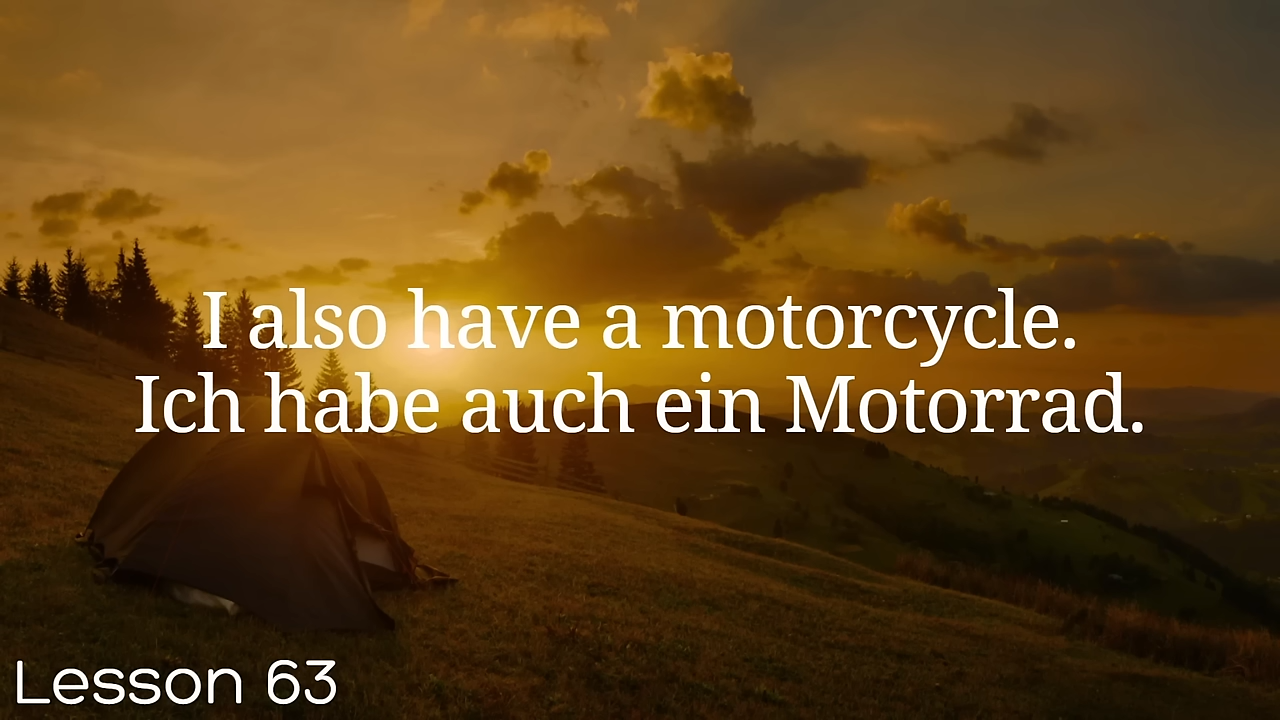 I also have a motorcycle.
Ich habe auch ein Motorrad.
Lesson 63